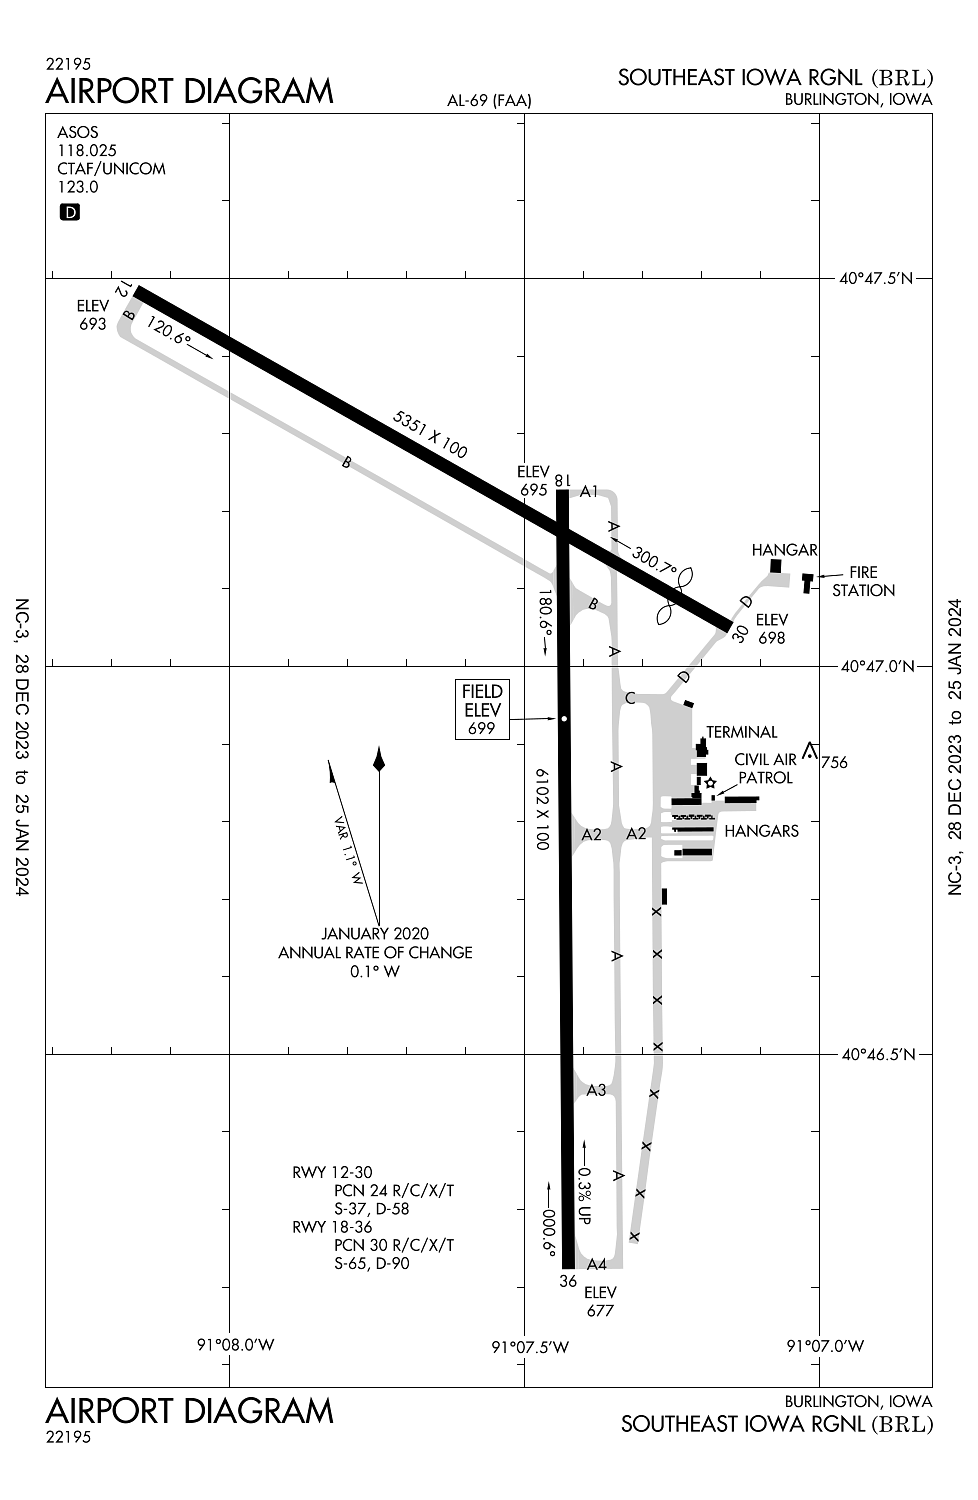 22195
AIRPORT DIAGRAM
AL-69 (FAA)
SOUTHEAST IOWA RGNL (BRL)
BURLINGTON, IOWA
ASOS
118.025
CTAF/UNICOM
123.0
D
40°47.5'N
12
ELEV
693
B
120.6°
5351 X 100
B
ELEV
695
18
A1
A
300.7°
HANGAR
FIRE
STATION
D
30
ELEV
698
180.6°
B
A
40°47.0'N
D
C
FIELD
ELEV
699
TERMINAL
CIVIL AIR
PATROL
756
A
6102 X 100
A2
A2
HANGARS
VAR 1.1° W
JANUARY 2020
ANNUAL RATE OF CHANGE
0.1° W
X
A
X
X
X
40°46.5'N
A3
X
X
A
X
X
0.3% UP
000.6°
RWY 12-30
PCN 24 R/C/X/T
S-37, D-58
RWY 18-36
PCN 30 R/C/X/T
S-65, D-90
A4
36
ELEV
677
91°08.0'W
91°07.5'W
91°07.0'W
NC-3, 28 DEC 2023 to 25 JAN 2024
NC-3, 28 DEC 2023 to 25 JAN 2024
AIRPORT DIAGRAM
22195
BURLINGTON, IOWA
SOUTHEAST IOWA RGNL (BRL)